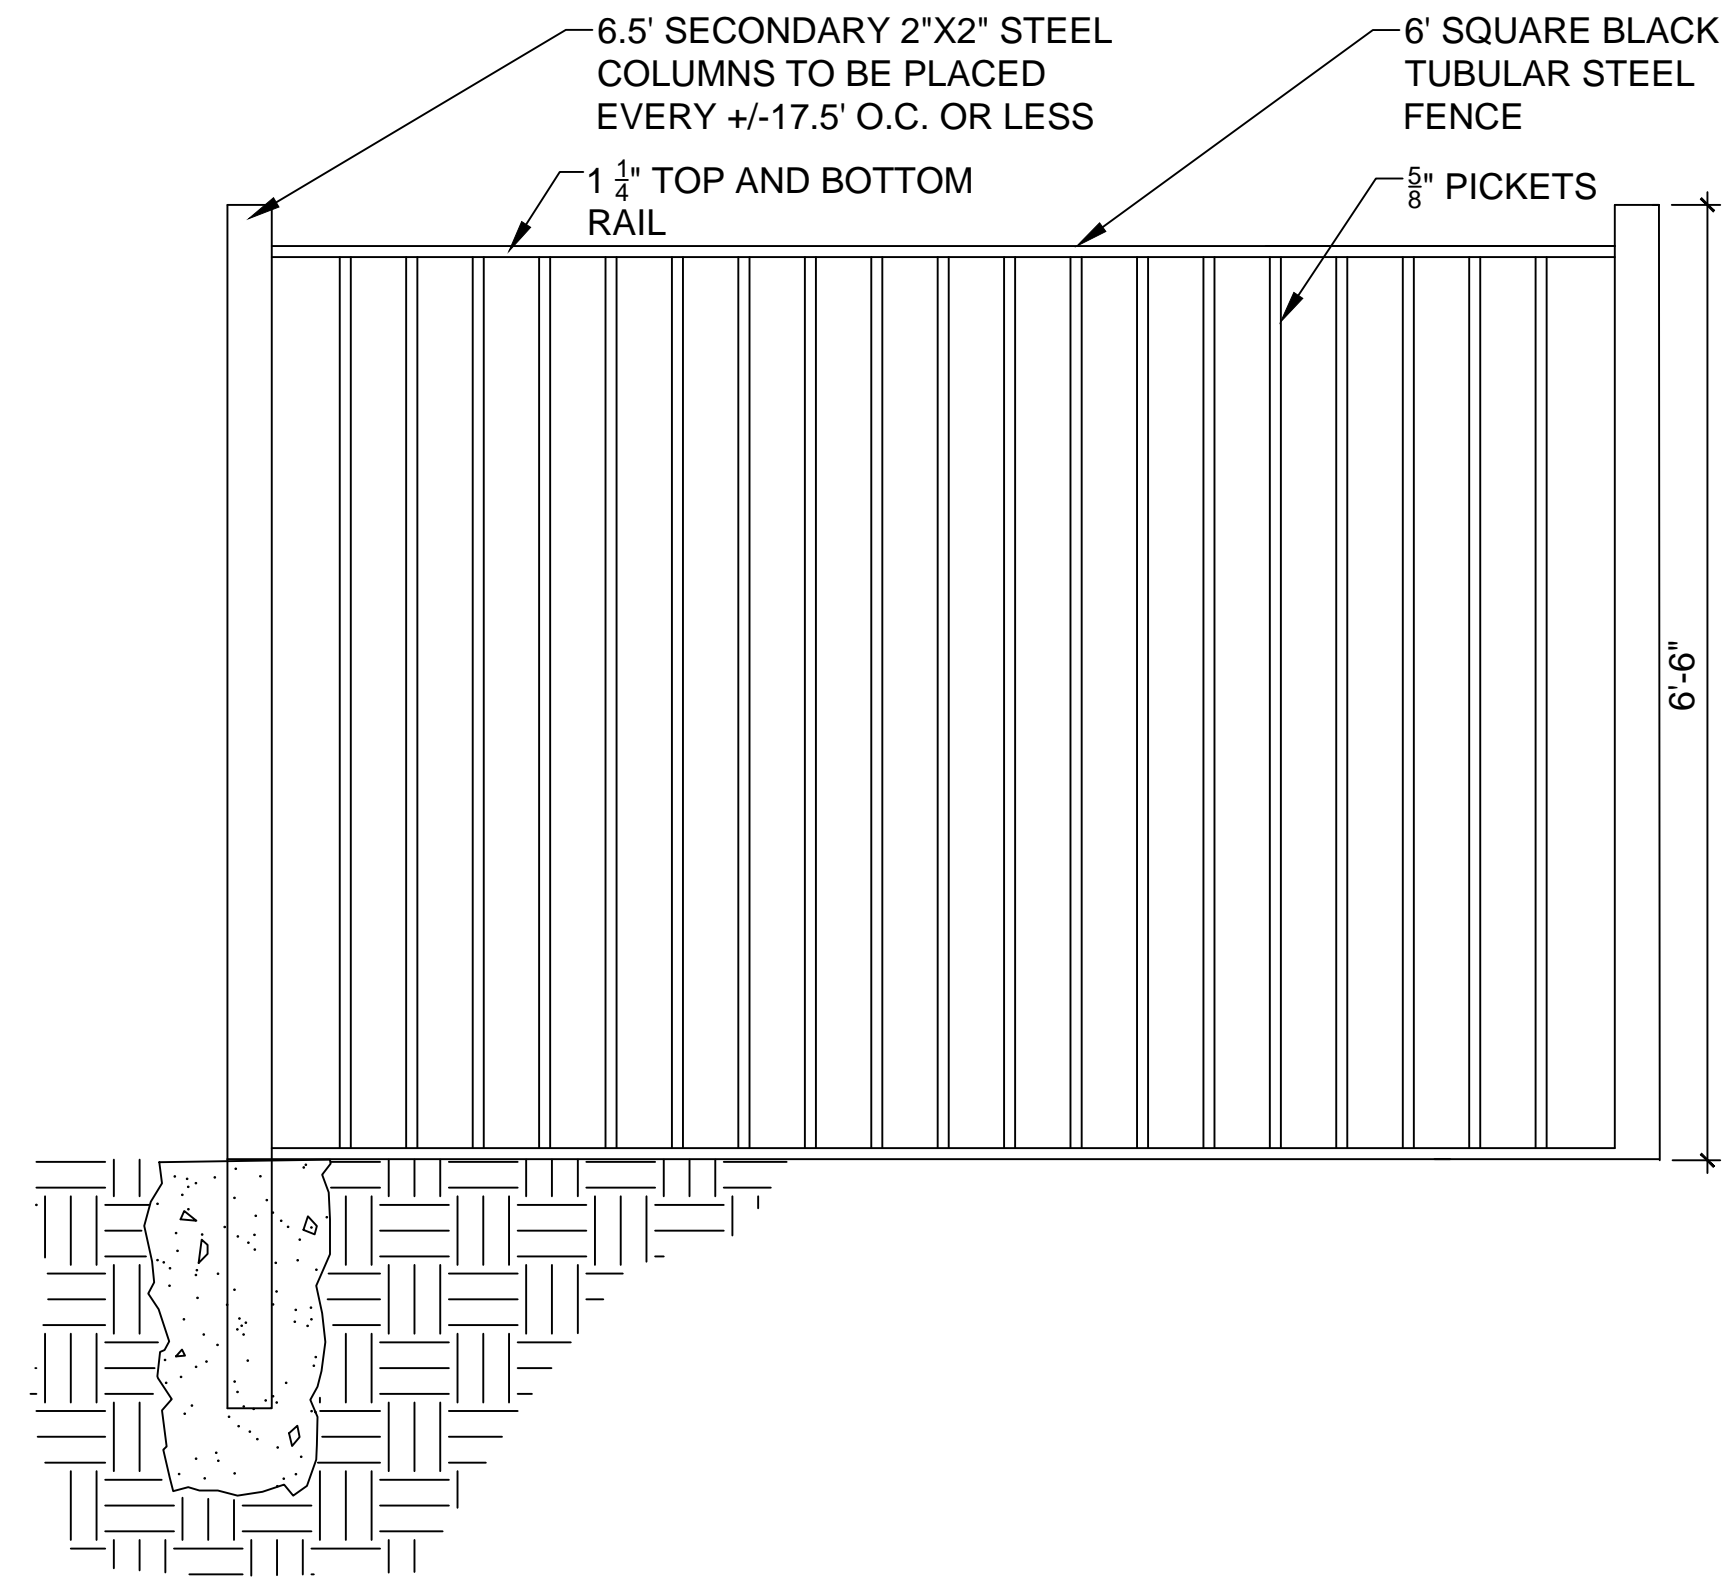 6.5' SECONDARY 2"X2" STEEL
COLUMNS TO BE PLACED
EVERY +/-17.5' O.C. OR LESS
6' SQUARE BLACK
TUBULAR STEEL
FENCE
1 1/4" TOP AND BOTTOM
RAIL
5/8" PICKETS
6'-6"